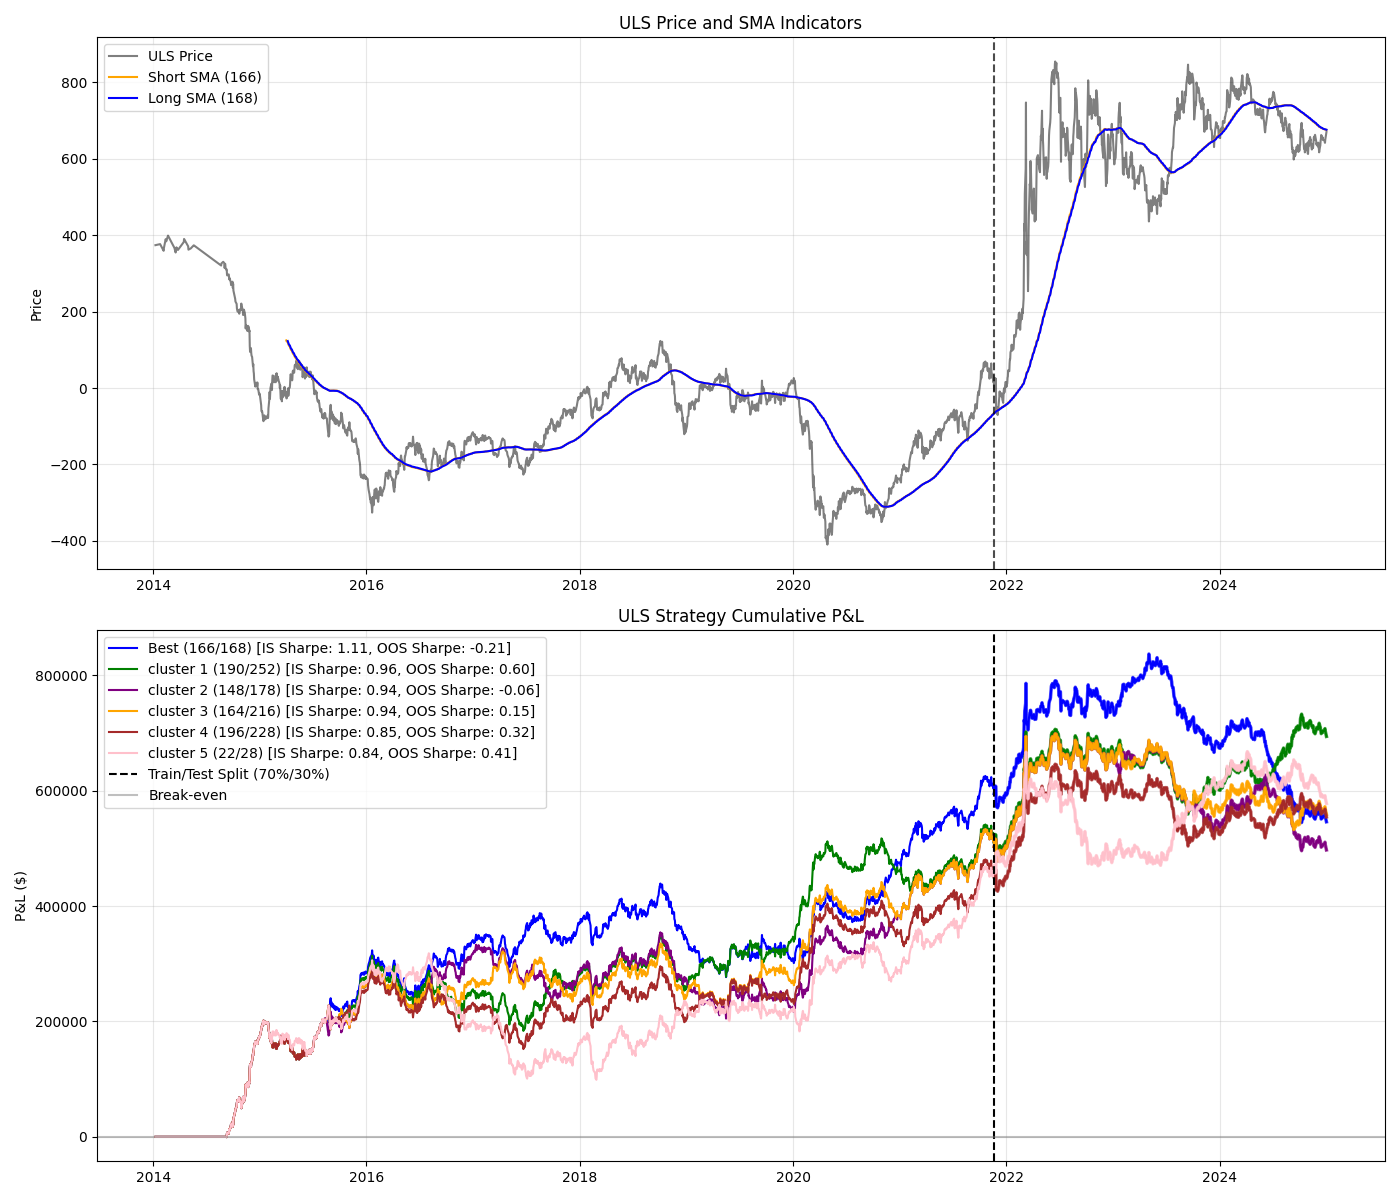 ULS Price and SMA Indicators
ULS Price
Short SMA (166)
Long SMA (168)
Price
800
600
400
200
0
−200
−400
2014
2016
2018
2020
2022
2024
ULS Strategy Cumulative P&L
Best (166/168) [IS Sharpe: 1.11, OOS Sharpe: -0.21]
cluster 1 (190/252) [IS Sharpe: 0.96, OOS Sharpe: 0.60]
cluster 2 (148/178) [IS Sharpe: 0.94, OOS Sharpe: -0.06]
cluster 3 (164/216) [IS Sharpe: 0.94, OOS Sharpe: 0.15]
cluster 4 (196/228) [IS Sharpe: 0.85, OOS Sharpe: 0.32]
cluster 5 (22/28) [IS Sharpe: 0.84, OOS Sharpe: 0.41]
Train/Test Split (70%/30%)
Break-even
P&L ($)
800000
600000
400000
200000
0
2014
2016
2018
2020
2022
2024